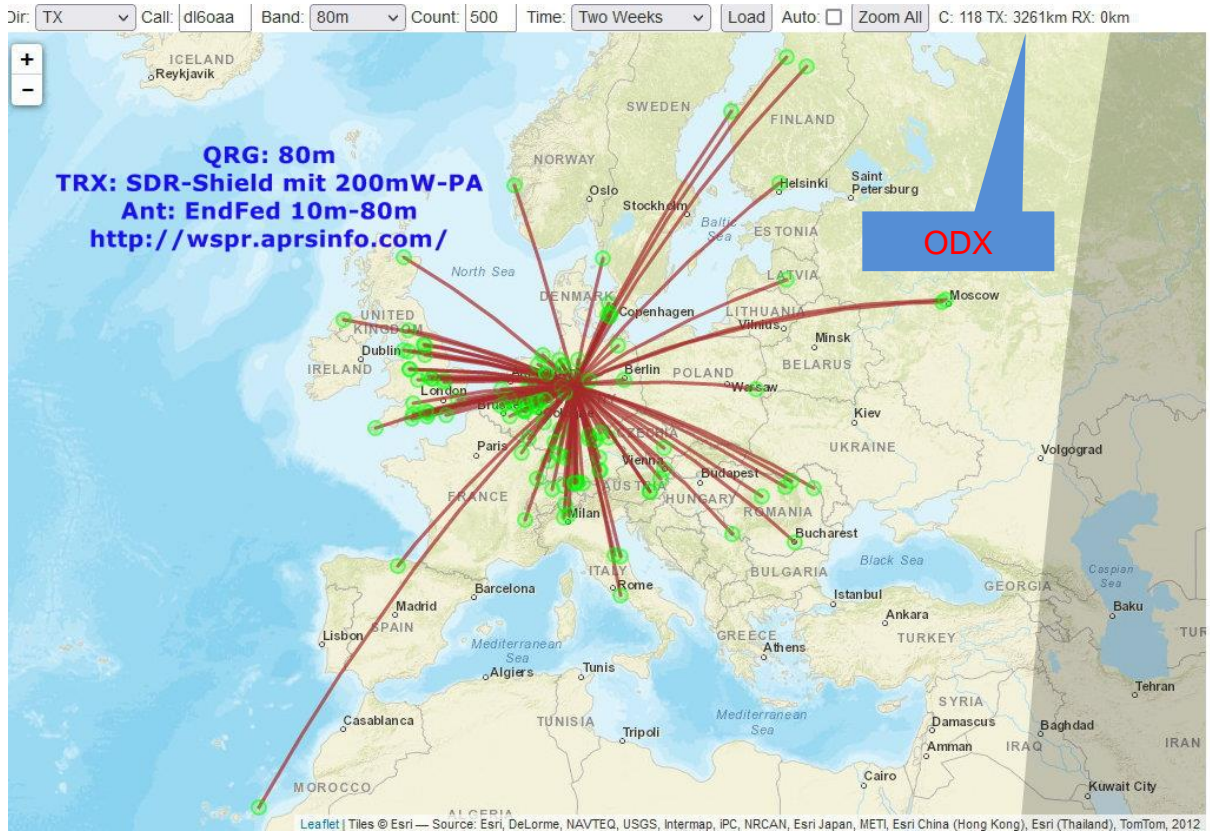 Dir: TX Call: dl6oaa Band: 80m Count: 500 Time: Two Weeks Load Auto: Zoom All C: 118 TX: 3261km RX: 0km
+
−
ICELAND
Reykjavik
SWEDEN
FINLAND
QRG: 80m
TRX: SDR-Shield mit 200mW-PA
Ant: EndFed 10m-80m
http://wspr.aprsinfo.com/
NORWAY
Oslo
Stockholm
Helsinki
Saint
Petersburg
Baltic
Sea
ESTONIA
ODX
North Sea
LATVIA
DENMARK
Copenhagen
LITHUANIA
Vilnius
Moscow
UNITED
KINGDOM
Dublin
IRELAND
Minsk
BELARUS
London
Berlin
POLAND
Warsaw
Kiev
UKRAINE
Volgograd
Paris
CZECHIA
Vienna
Budapest
FRANCE
AUSTRIA
HUNGARY
ROMANIA
Milan
Bucharest
ITALY
Rome
BULGARIA
Black Sea
GEORGIA
Caspian
Sea
Barcelona
Madrid
SPAIN
Lisbon
Istanbul
Ankara
Baku
GREECE
Athens
TURKEY
TUR
Mediterranean
Sea
Algiers
Tunis
Tehran
Casablanca
TUNISIA
Tripoli
Mediterranean
Sea
SYRIA
Damascus
Baghdad
Amman
IRAQ
IRAN
MOROCCO
Cairo
Kuwait City
ALGERIA
Leaflet | Tiles © Esri — Source: Esri, DeLorme, NAVTEQ, USGS, Intermap, iPC, NRCAN, Esri Japan, METI, Esri China (Hong Kong), Esri (Thailand), TomTom, 2012